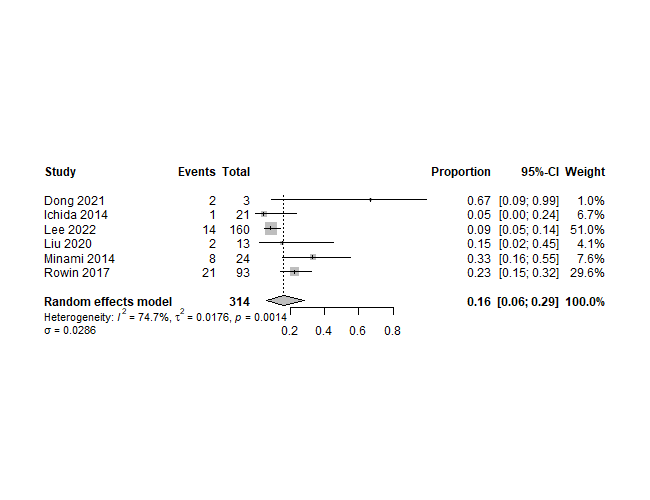 Study Events Total Proportion 95%-CI Weight
Dong 2021 2 3 0.67 [0.09; 0.99] 1.0%
Ichida 2014 1 21 0.05 [0.00; 0.24] 6.7%
Lee 2022 14 160 0.09 [0.05; 0.14] 51.0%
Liu 2020 2 13 0.15 [0.02; 0.45] 4.1%
Minami 2014 8 24 0.33 [0.16; 0.55] 7.6%
Rowin 2017 21 93 0.23 [0.15; 0.32] 29.6%
Random effects model 314 0.16 [0.06; 0.29] 100.0%
Heterogeneity: I² = 74.7%, τ² = 0.0176, p = 0.0014
σ = 0.0286
0.2 0.4 0.6 0.8